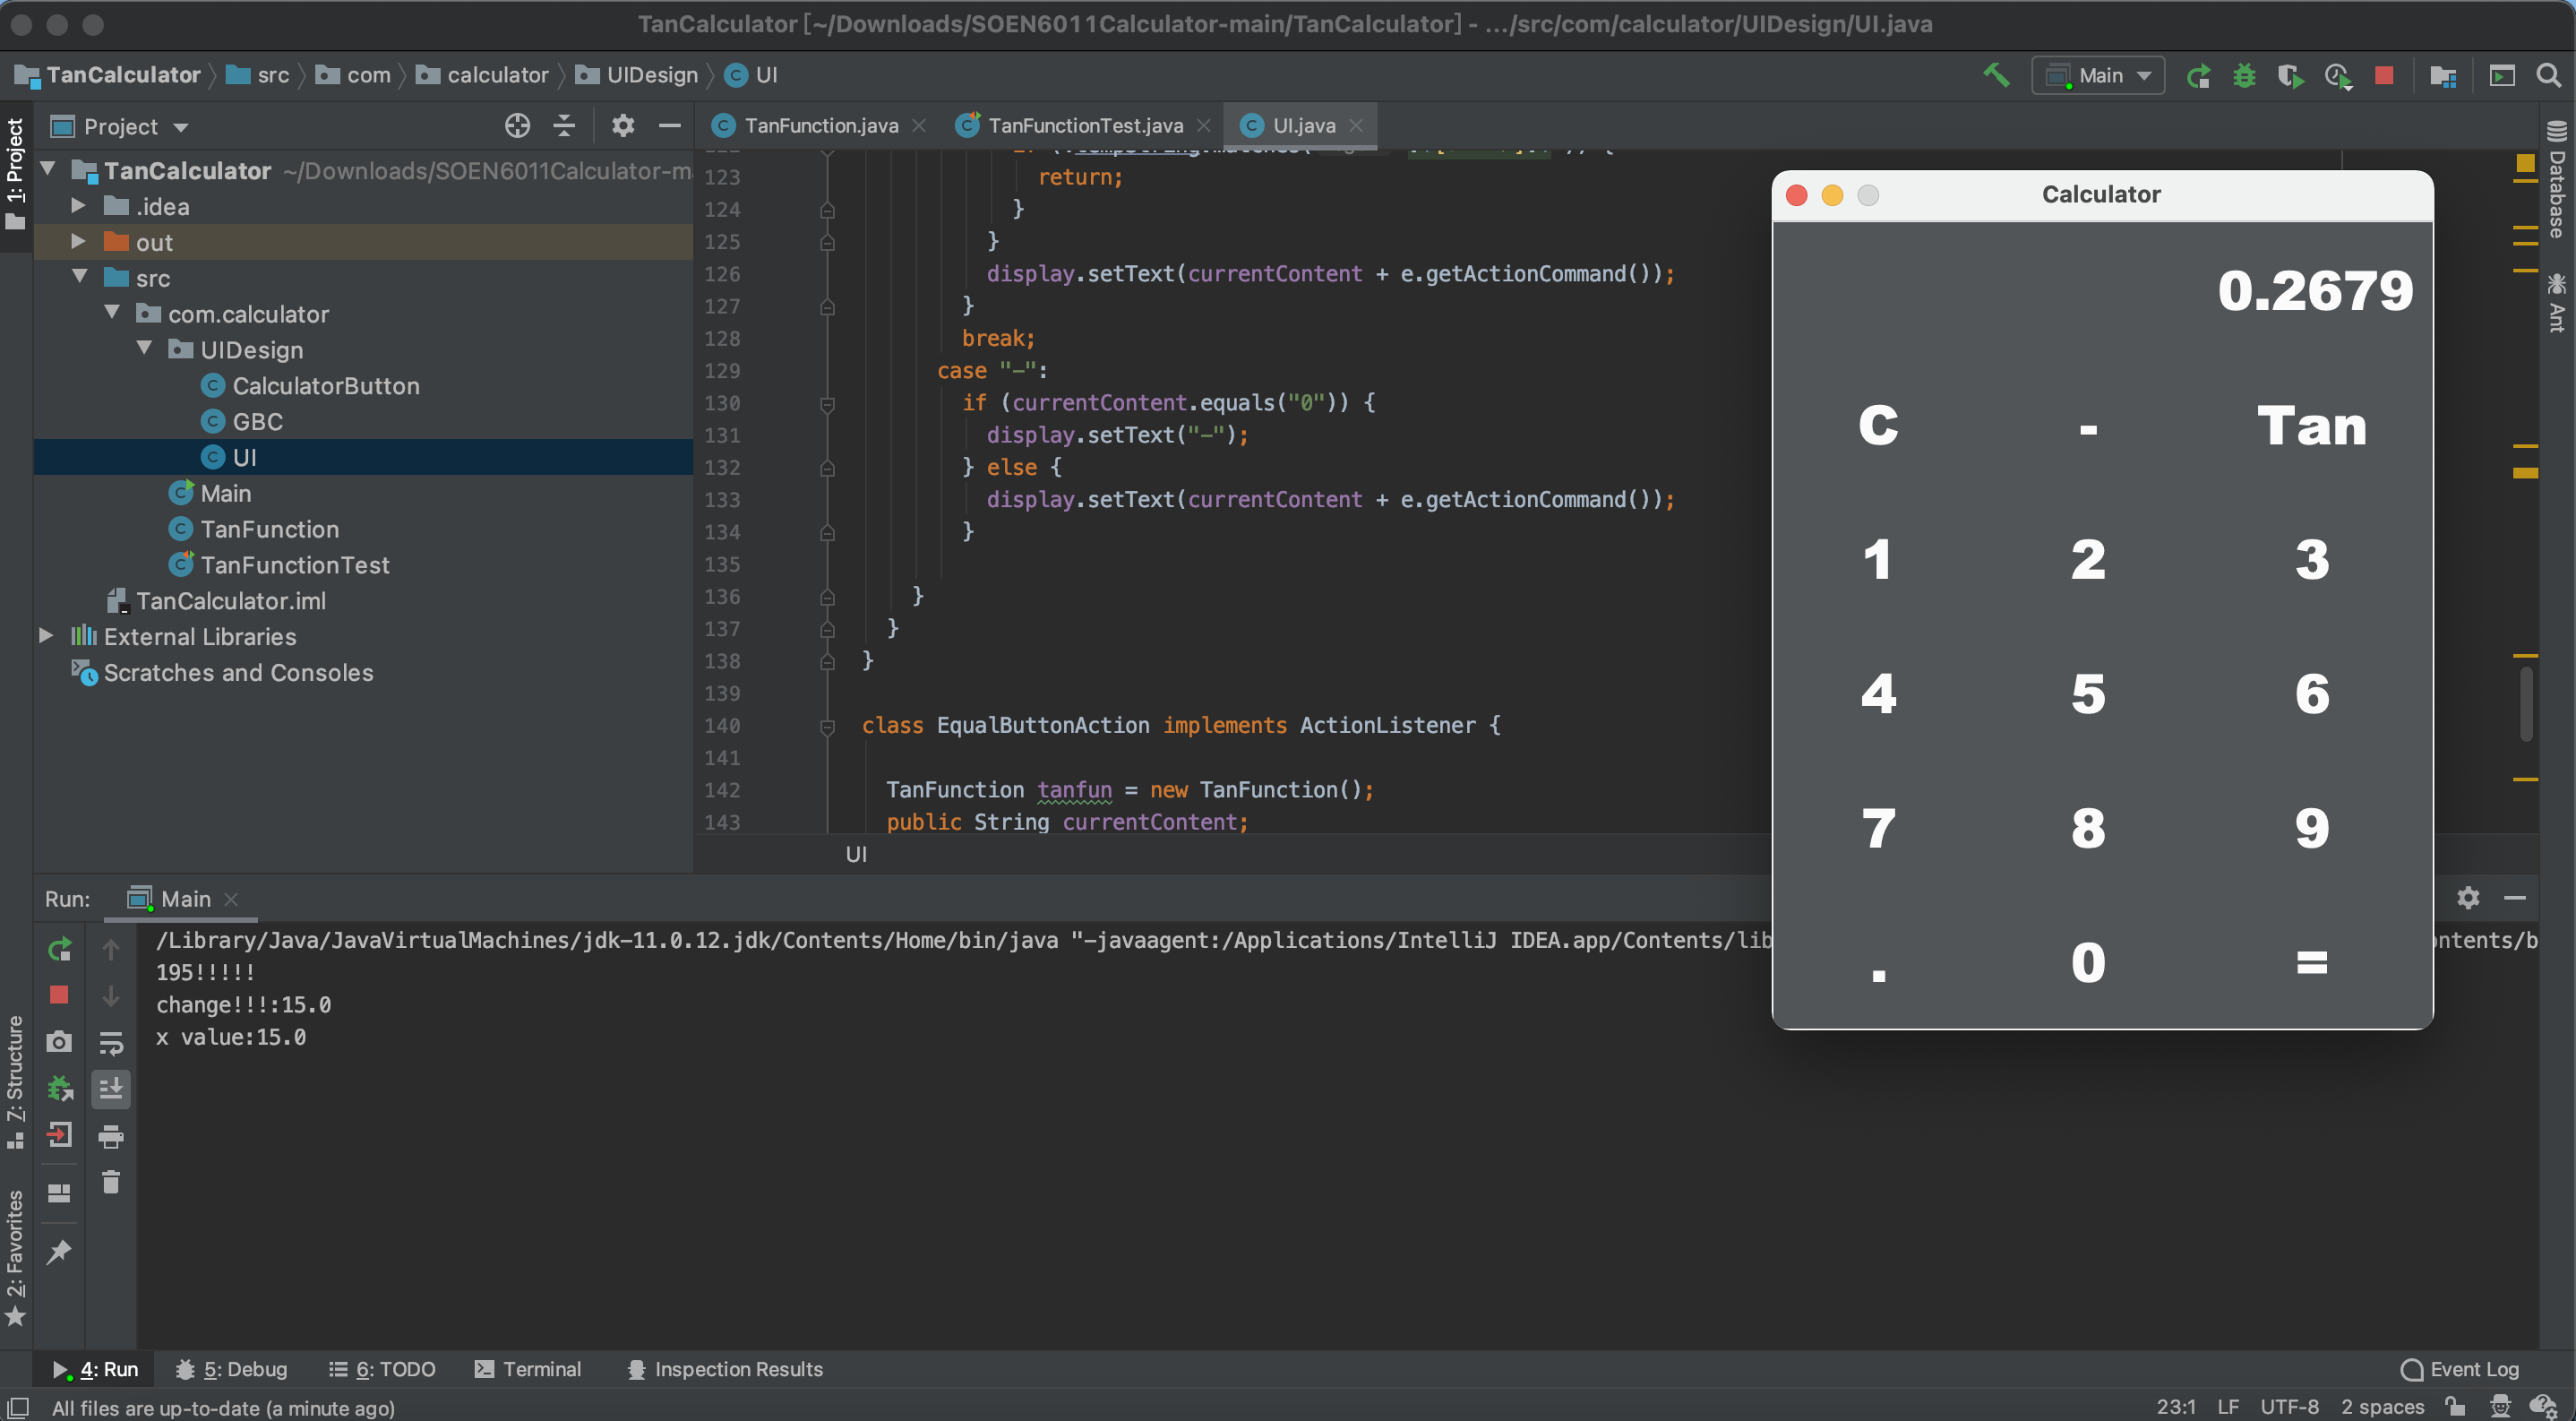 TanCalculator [~/Downloads/SOEN6011Calculator-main/TanCalculator] - .../src/com/calculator/UIDesign/UI.java
TanCalculator
src
com
calculator
UIDesign
UI
Main
1: Project
Project
TanCalculator ~/Downloads/SOEN6011Calculator-m
.idea
out
src
com.calculator
UIDesign
CalculatorButton
GBC
UI
Main
TanFunction
TanFunctionTest
TanCalculator.iml
External Libraries
Scratches and Consoles
TanFunction.java
TanFunctionTest.java
UI.java
123 return;
124 }
125 }
126 display.setText(currentContent + e.getActionCommand());
127 }
128 break;
129 case "-":
130 if (currentContent.equals("0")) {
131 display.setText("-");
132 } else {
133 display.setText(currentContent + e.getActionCommand());
134 }
135
136 }
137 }
138 }
139
140 class EqualButtonAction implements ActionListener {
141
142 TanFunction tanfun = new TanFunction();
143 public String currentContent;
UI
Calculator
0.2679
C - Tan
1 2 3
4 5 6
7 8 9
. 0 =
Database
Ant
Run: Main
/Library/Java/JavaVirtualMachines/jdk-11.0.12.jdk/Contents/Home/bin/java "-javaagent:/Applications/IntelliJ IDEA.app/Contents/lib
ntents/b
195!!!!!
change!!!:15.0
x value:15.0
Z: Structure
2: Favorites
4: Run
5: Debug
6: TODO
Terminal
Inspection Results
Event Log
All files are up-to-date (a minute ago)
23:1 LF UTF-8 2 spaces